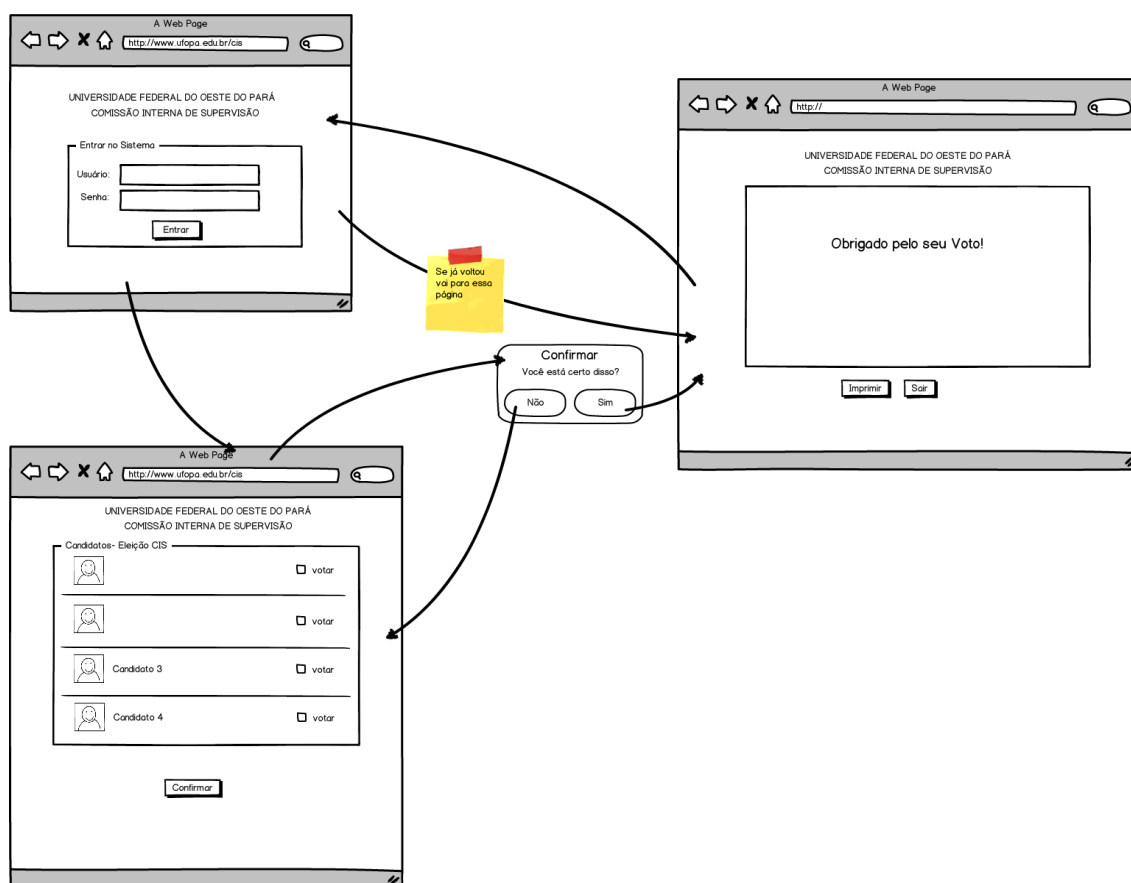 A Web Page
http://www.ufopa.edu.br/cis
UNIVERSIDADE FEDERAL DO OESTE DO PARÁ
COMISSÃO INTERNA DE SUPERVISÃO
Entrar no Sistema
Usuário:
Senha:
Entrar
Se já voltou
vai para essa
página
A Web Page
http://
UNIVERSIDADE FEDERAL DO OESTE DO PARÁ
COMISSÃO INTERNA DE SUPERVISÃO
Obrigado pelo seu Voto!
Imprimir
Sair
Confirmar
Você está certo disso?
Não
Sim
A Web Page
http://www.ufopa.edu.br/cis
UNIVERSIDADE FEDERAL DO OESTE DO PARÁ
COMISSÃO INTERNA DE SUPERVISÃO
Candidatos- Eleição CIS
votar
votar
Candidato 3 votar
Candidato 4 votar
Confirmar